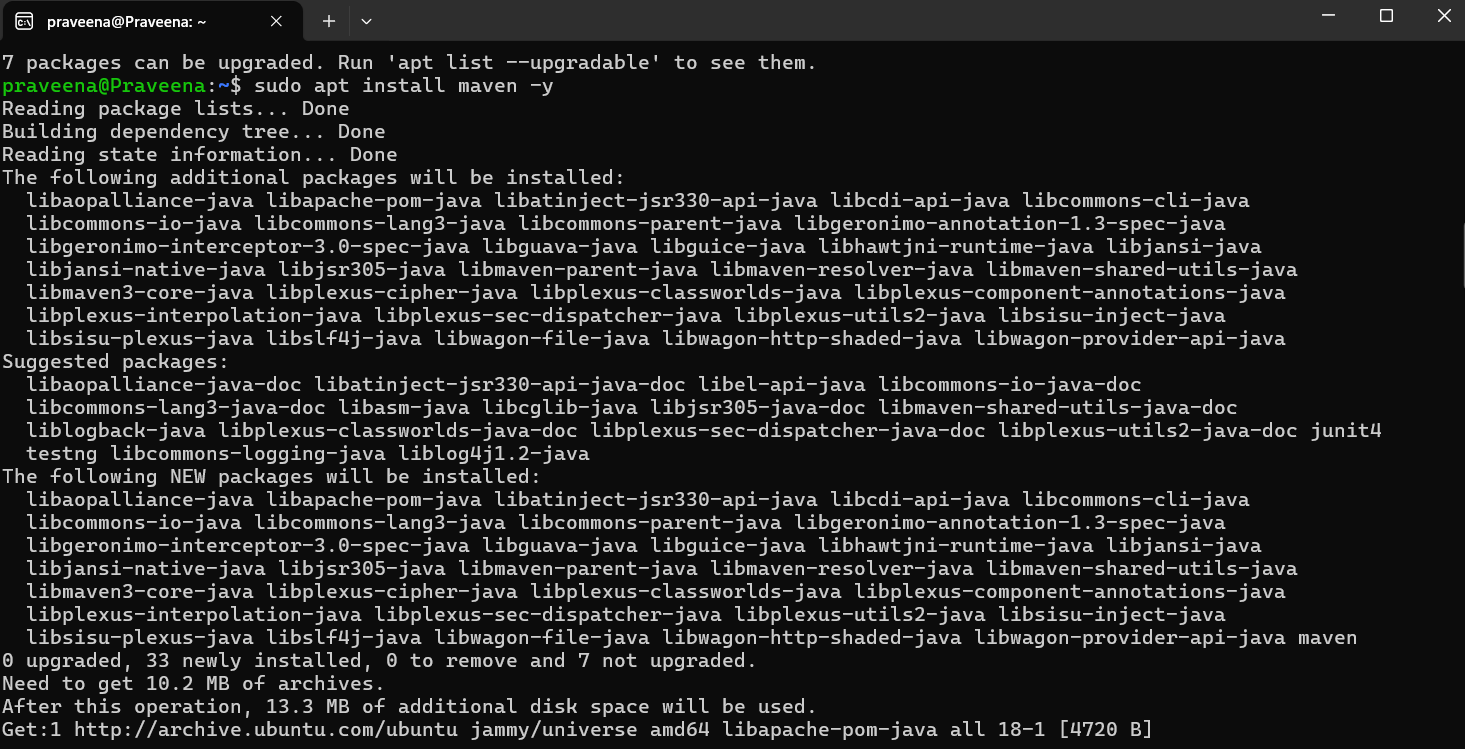 praveena@Praveena: ~
7 packages can be upgraded. Run 'apt list --upgradable' to see them.
praveena@Praveena:~$ sudo apt install maven -y
Reading package lists... Done
Building dependency tree... Done
Reading state information... Done
The following additional packages will be installed:
  libaopalliance-java libapache-pom-java libatinject-jsr330-api-java libcdi-api-java libcommons-cli-java
  libcommons-io-java libcommons-lang3-java libcommons-parent-java libgeronimo-annotation-1.3-spec-java
  libgeronimo-interceptor-3.0-spec-java libguava-java libguice-java libhawtjni-runtime-java libjansi-java
  libjansi-native-java libjsr305-java libmaven-parent-java libmaven-resolver-java libmaven-shared-utils-java
  libmaven3-core-java libplexus-cipher-java libplexus-classworlds-java libplexus-component-annotations-java
  libplexus-interpolation-java libplexus-sec-dispatcher-java libplexus-utils2-java libsisu-inject-java
  libsisu-plexus-java libslf4j-java libwagon-file-java libwagon-http-shaded-java libwagon-provider-api-java
Suggested packages:
  libaopalliance-java-doc libatinject-jsr330-api-java-doc libel-api-java libcommons-io-java-doc
  libcommons-lang3-java-doc libasm-java libcglib-java libjsr305-java-doc libmaven-shared-utils-java-doc
  liblogback-java libplexus-classworlds-java-doc libplexus-sec-dispatcher-java-doc libplexus-utils2-java-doc junit4
  testng libcommons-logging-java liblog4j1.2-java
The following NEW packages will be installed:
  libaopalliance-java libapache-pom-java libatinject-jsr330-api-java libcdi-api-java libcommons-cli-java
  libcommons-io-java libcommons-lang3-java libcommons-parent-java libgeronimo-annotation-1.3-spec-java
  libgeronimo-interceptor-3.0-spec-java libguava-java libguice-java libhawtjni-runtime-java libjansi-java
  libjansi-native-java libjsr305-java libmaven-parent-java libmaven-resolver-java libmaven-shared-utils-java
  libmaven3-core-java libplexus-cipher-java libplexus-classworlds-java libplexus-component-annotations-java
  libplexus-interpolation-java libplexus-sec-dispatcher-java libplexus-utils2-java libsisu-inject-java
  libsisu-plexus-java libslf4j-java libwagon-file-java libwagon-http-shaded-java libwagon-provider-api-java maven
0 upgraded, 33 newly installed, 0 to remove and 7 not upgraded.
Need to get 10.2 MB of archives.
After this operation, 13.3 MB of additional disk space will be used.
Get:1 http://archive.ubuntu.com/ubuntu jammy/universe amd64 libapache-pom-java all 18-1 [4720 B]